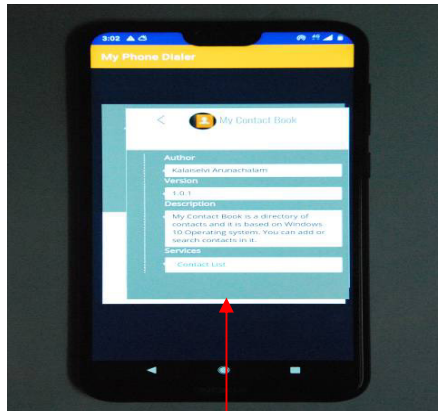 3:02
My Phone Dialer
My Contact Book
Author
Kalaiselvi Arunachalam
Version
1.0.1
Description
My Contact Book is a directory of
contacts and it is based on Windows
10 Operating system. You can add or
search contacts in it.
Services
Contact List